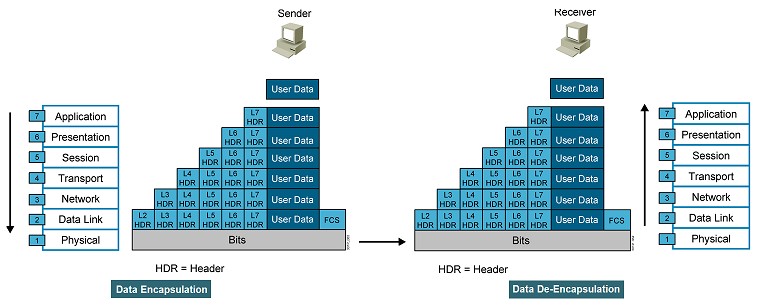 Sender
Receiver
User Data
User Data
7 Application
6 Presentation
5 Session
4 Transport
3 Network
2 Data Link
1 Physical
L7 HDR User Data
L6 HDR L7 HDR User Data
L5 HDR L6 HDR L7 HDR User Data
L4 HDR L5 HDR L6 HDR L7 HDR User Data
L3 HDR L4 HDR L5 HDR L6 HDR L7 HDR User Data
L2 HDR L3 HDR L4 HDR L5 HDR L6 HDR L7 HDR User Data FCS
Bits
HDR = Header
Data Encapsulation
L7 HDR User Data
L6 HDR L7 HDR User Data
L5 HDR L6 HDR L7 HDR User Data
L4 HDR L5 HDR L6 HDR L7 HDR User Data
L3 HDR L4 HDR L5 HDR L6 HDR L7 HDR User Data
L2 HDR L3 HDR L4 HDR L5 HDR L6 HDR L7 HDR User Data FCS
Bits
HDR = Header
Data De-Encapsulation
7 Application
6 Presentation
5 Session
4 Transport
3 Network
2 Data Link
1 Physical